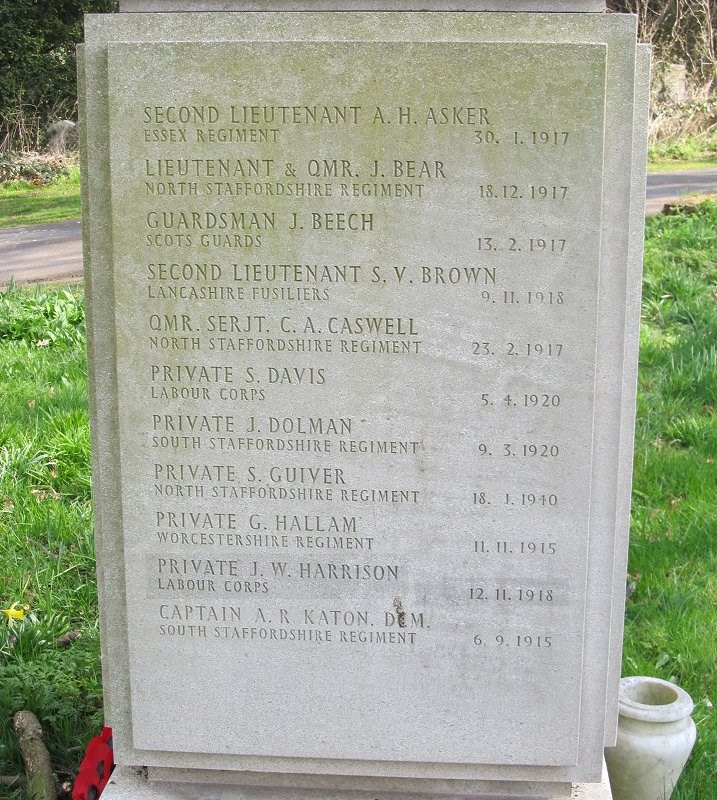 SECOND LIEUTENANT A. H. ASKER
ESSEX REGIMENT 30. 1. 1917
LIEUTENANT & QMR. J. BEAR
NORTH STAFFORDSHIRE REGIMENT 18. 12. 1917
GUARDSMAN J. BEECH
SCOTS GUARDS 13. 2. 1917
SECOND LIEUTENANT S. V. BROWN
LANCASHIRE FUSILIERS 9. 11. 1918
QMR. SERJT. C. A. CASWELL
NORTH STAFFORDSHIRE REGIMENT 23. 2. 1917
PRIVATE S. DAVIS
LABOUR CORPS 5. 4. 1920
PRIVATE J. DOLMAN
SOUTH STAFFORDSHIRE REGIMENT 9. 3. 1920
PRIVATE S. GUIVER
NORTH STAFFORDSHIRE REGIMENT 18. 1. 1940
PRIVATE G. HALLAM
WORCESTERSHIRE REGIMENT 11. 11. 1915
PRIVATE J. W. HARRISON
LABOUR CORPS 12. 11. 1918
CAPTAIN A. R. KATON. DCM.
SOUTH STAFFORDSHIRE REGIMENT 6. 9. 1915